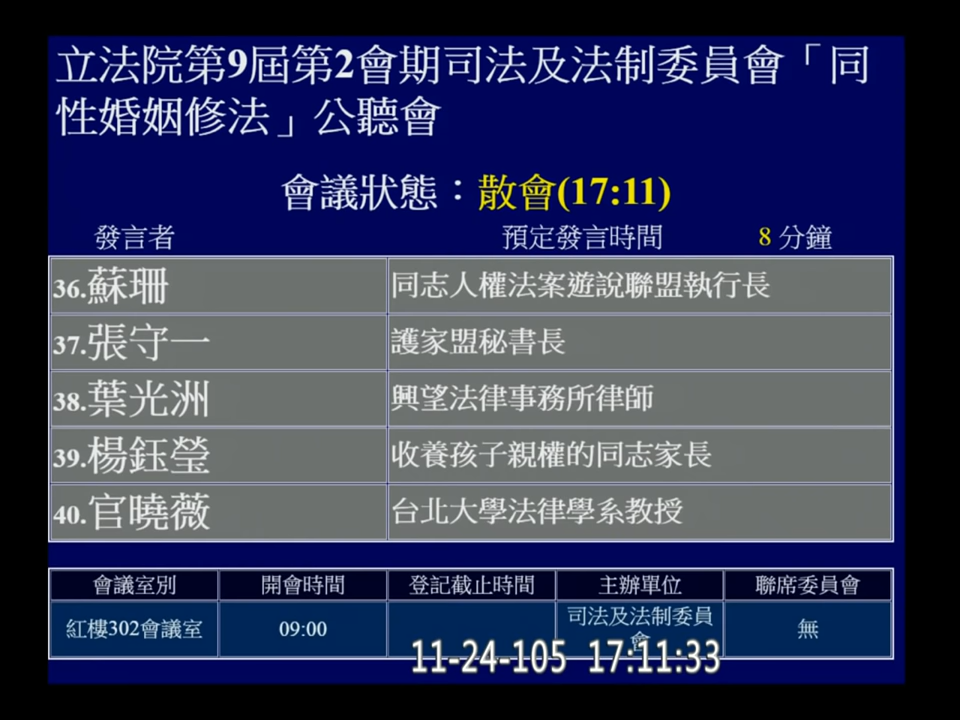 立法院第9屆第2會期司法及法制委員會「同
性婚姻修法」公聽會
會議狀態：散會(17:11)
發言者 預定發言時間 8 分鐘
36.蘇珊 同志人權法案遊說聯盟執行長
37.張守一 護家盟秘書長
38.葉光洲 興望法律事務所律師
39.楊鈺瑩 收養孩子親權的同志家長
40.官曉薇 台北大學法律學系教授
會議室別 開會時間 登記截止時間 主辦單位 聯席委員會
紅樓302會議室 09:00 司法及法制委員會 無
11-24-105 17:11:33